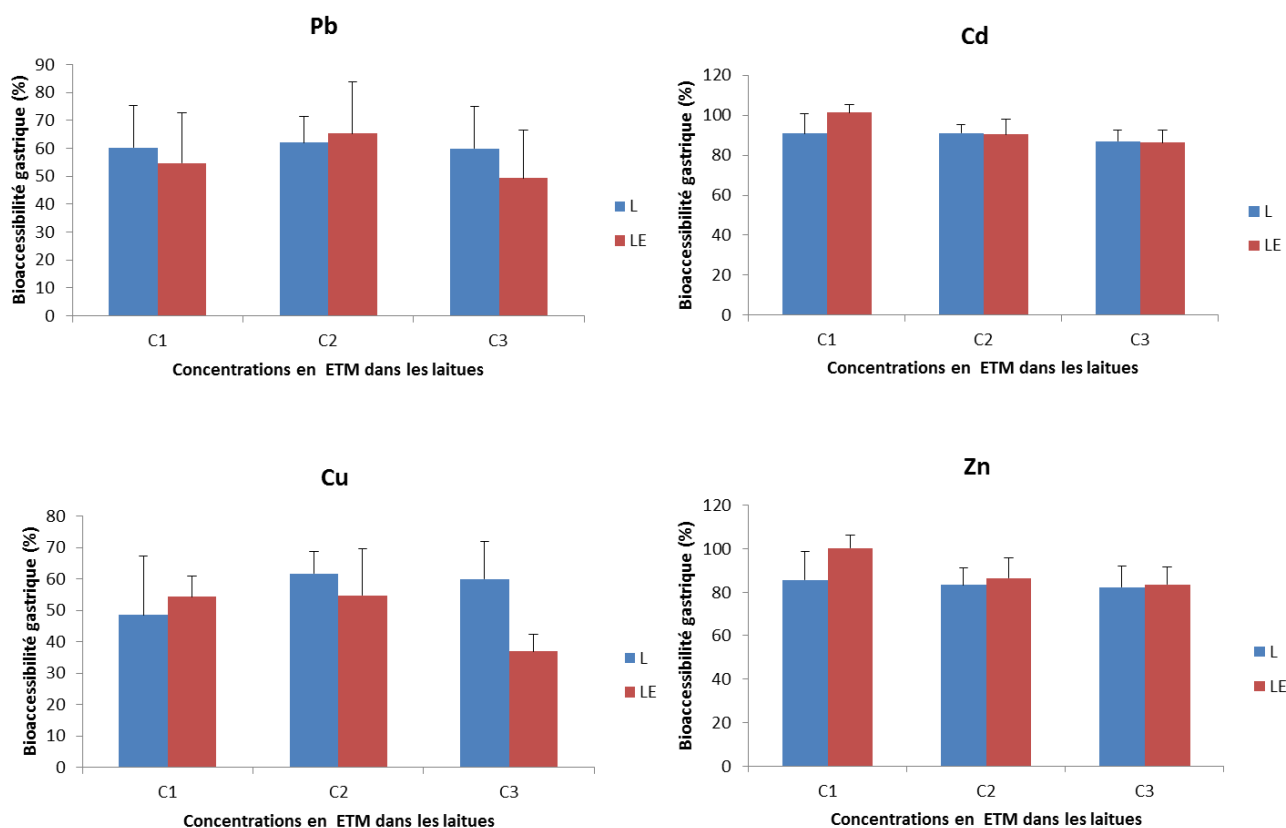 Pb
Bioaccessibilité gastrique (%)
90
80
70
60
50
40
30
20
10
0
C1 C2 C3
Concentrations en ETM dans les laitues
L
LE
Cd
Bioaccessibilité gastrique (%)
120
100
80
60
40
20
0
C1 C2 C3
Concentrations en ETM dans les laitues
L
LE
Cu
Bioaccessibilité gastrique (%)
80
70
60
50
40
30
20
10
0
C1 C2 C3
Concentrations en ETM dans les laitues
L
LE
Zn
Bioaccessibilité gastrique (%)
120
100
80
60
40
20
0
C1 C2 C3
Concentrations en ETM dans les laitues
L
LE